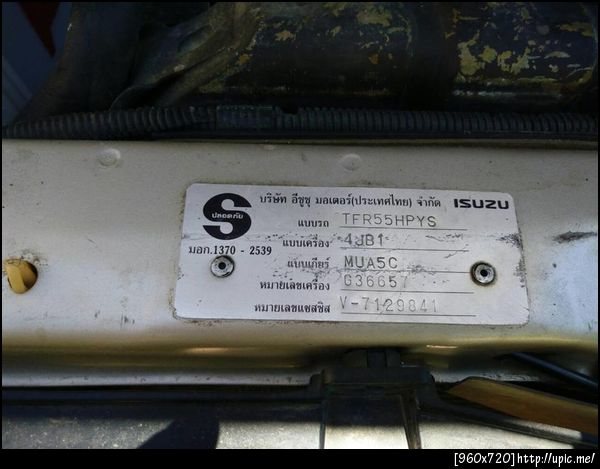 บริษัท อีซูซุ มอเตอร์(ประเทศไทย) จำกัด ISUZU
ปลอดภัย
แบบรถ TFR55HPYS
มอก.1370 - 2539
แบบเครื่อง 4JB1
แบบเกียร์ MUA5C
หมายเลขเครื่อง 636657
หมายเลขแชสซิส V-7129841
[960x720]http://upic.me/